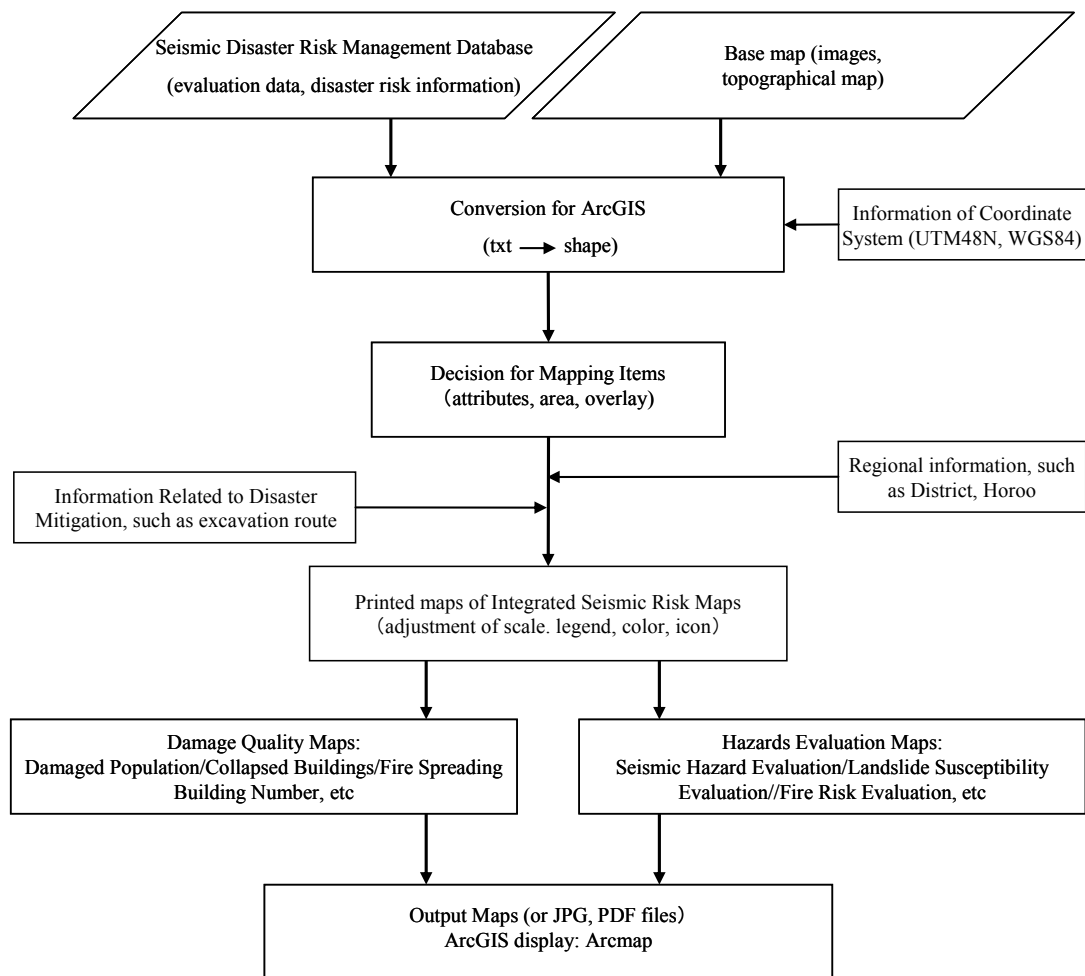 Seismic Disaster Risk Management Database
(evaluation data, disaster risk information)
Base map (images,
topographical map)
Conversion for ArcGIS
(txt → shape)
Information of Coordinate
System (UTM48N, WGS84)
Decision for Mapping Items
（attributes, area, overlay)
Regional information, such
as District, Horoo
Information Related to Disaster
Mitigation, such as excavation route
Printed maps of Integrated Seismic Risk Maps
（adjustment of scale. legend, color, icon）
Damage Quality Maps:
Damaged Population/Collapsed Buildings/Fire Spreading
Building Number, etc
Hazards Evaluation Maps:
Seismic Hazard Evaluation/Landslide Susceptibility
Evaluation//Fire Risk Evaluation, etc
Output Maps (or JPG, PDF files）
ArcGIS display: Arcmap